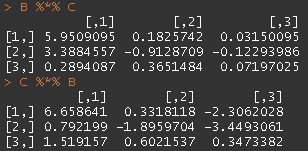 > B %*% C
[,1] [,2] [,3]
[1,] 5.9509095 0.1825742 0.03150095
[2,] 3.3884557 -0.9128709 -0.12293986
[3,] 0.2894087 0.3651484 0.07197025
> C %*% B
[,1] [,2] [,3]
[1,] 6.658641 0.3318118 -2.3062028
[2,] 0.792199 -1.8959704 -3.4493061
[3,] 1.519157 0.6021537 0.3473382